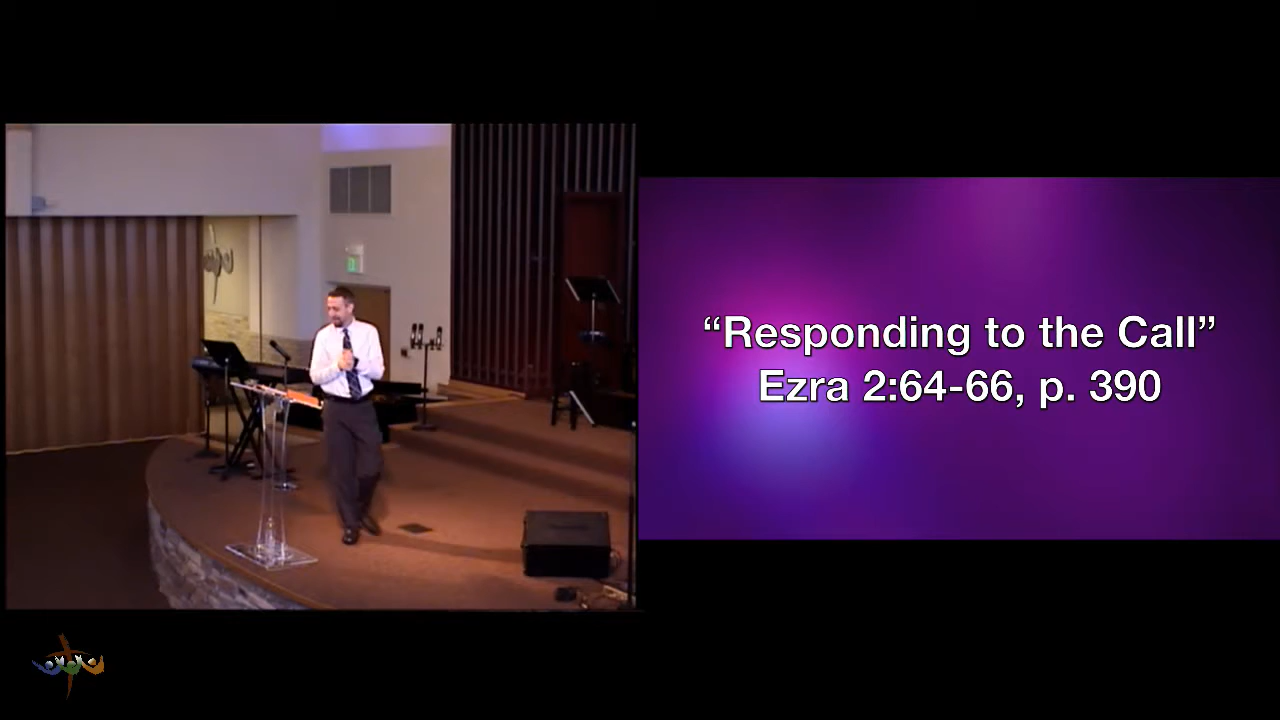 “Responding to the Call”
Ezra 2:64-66, p. 390